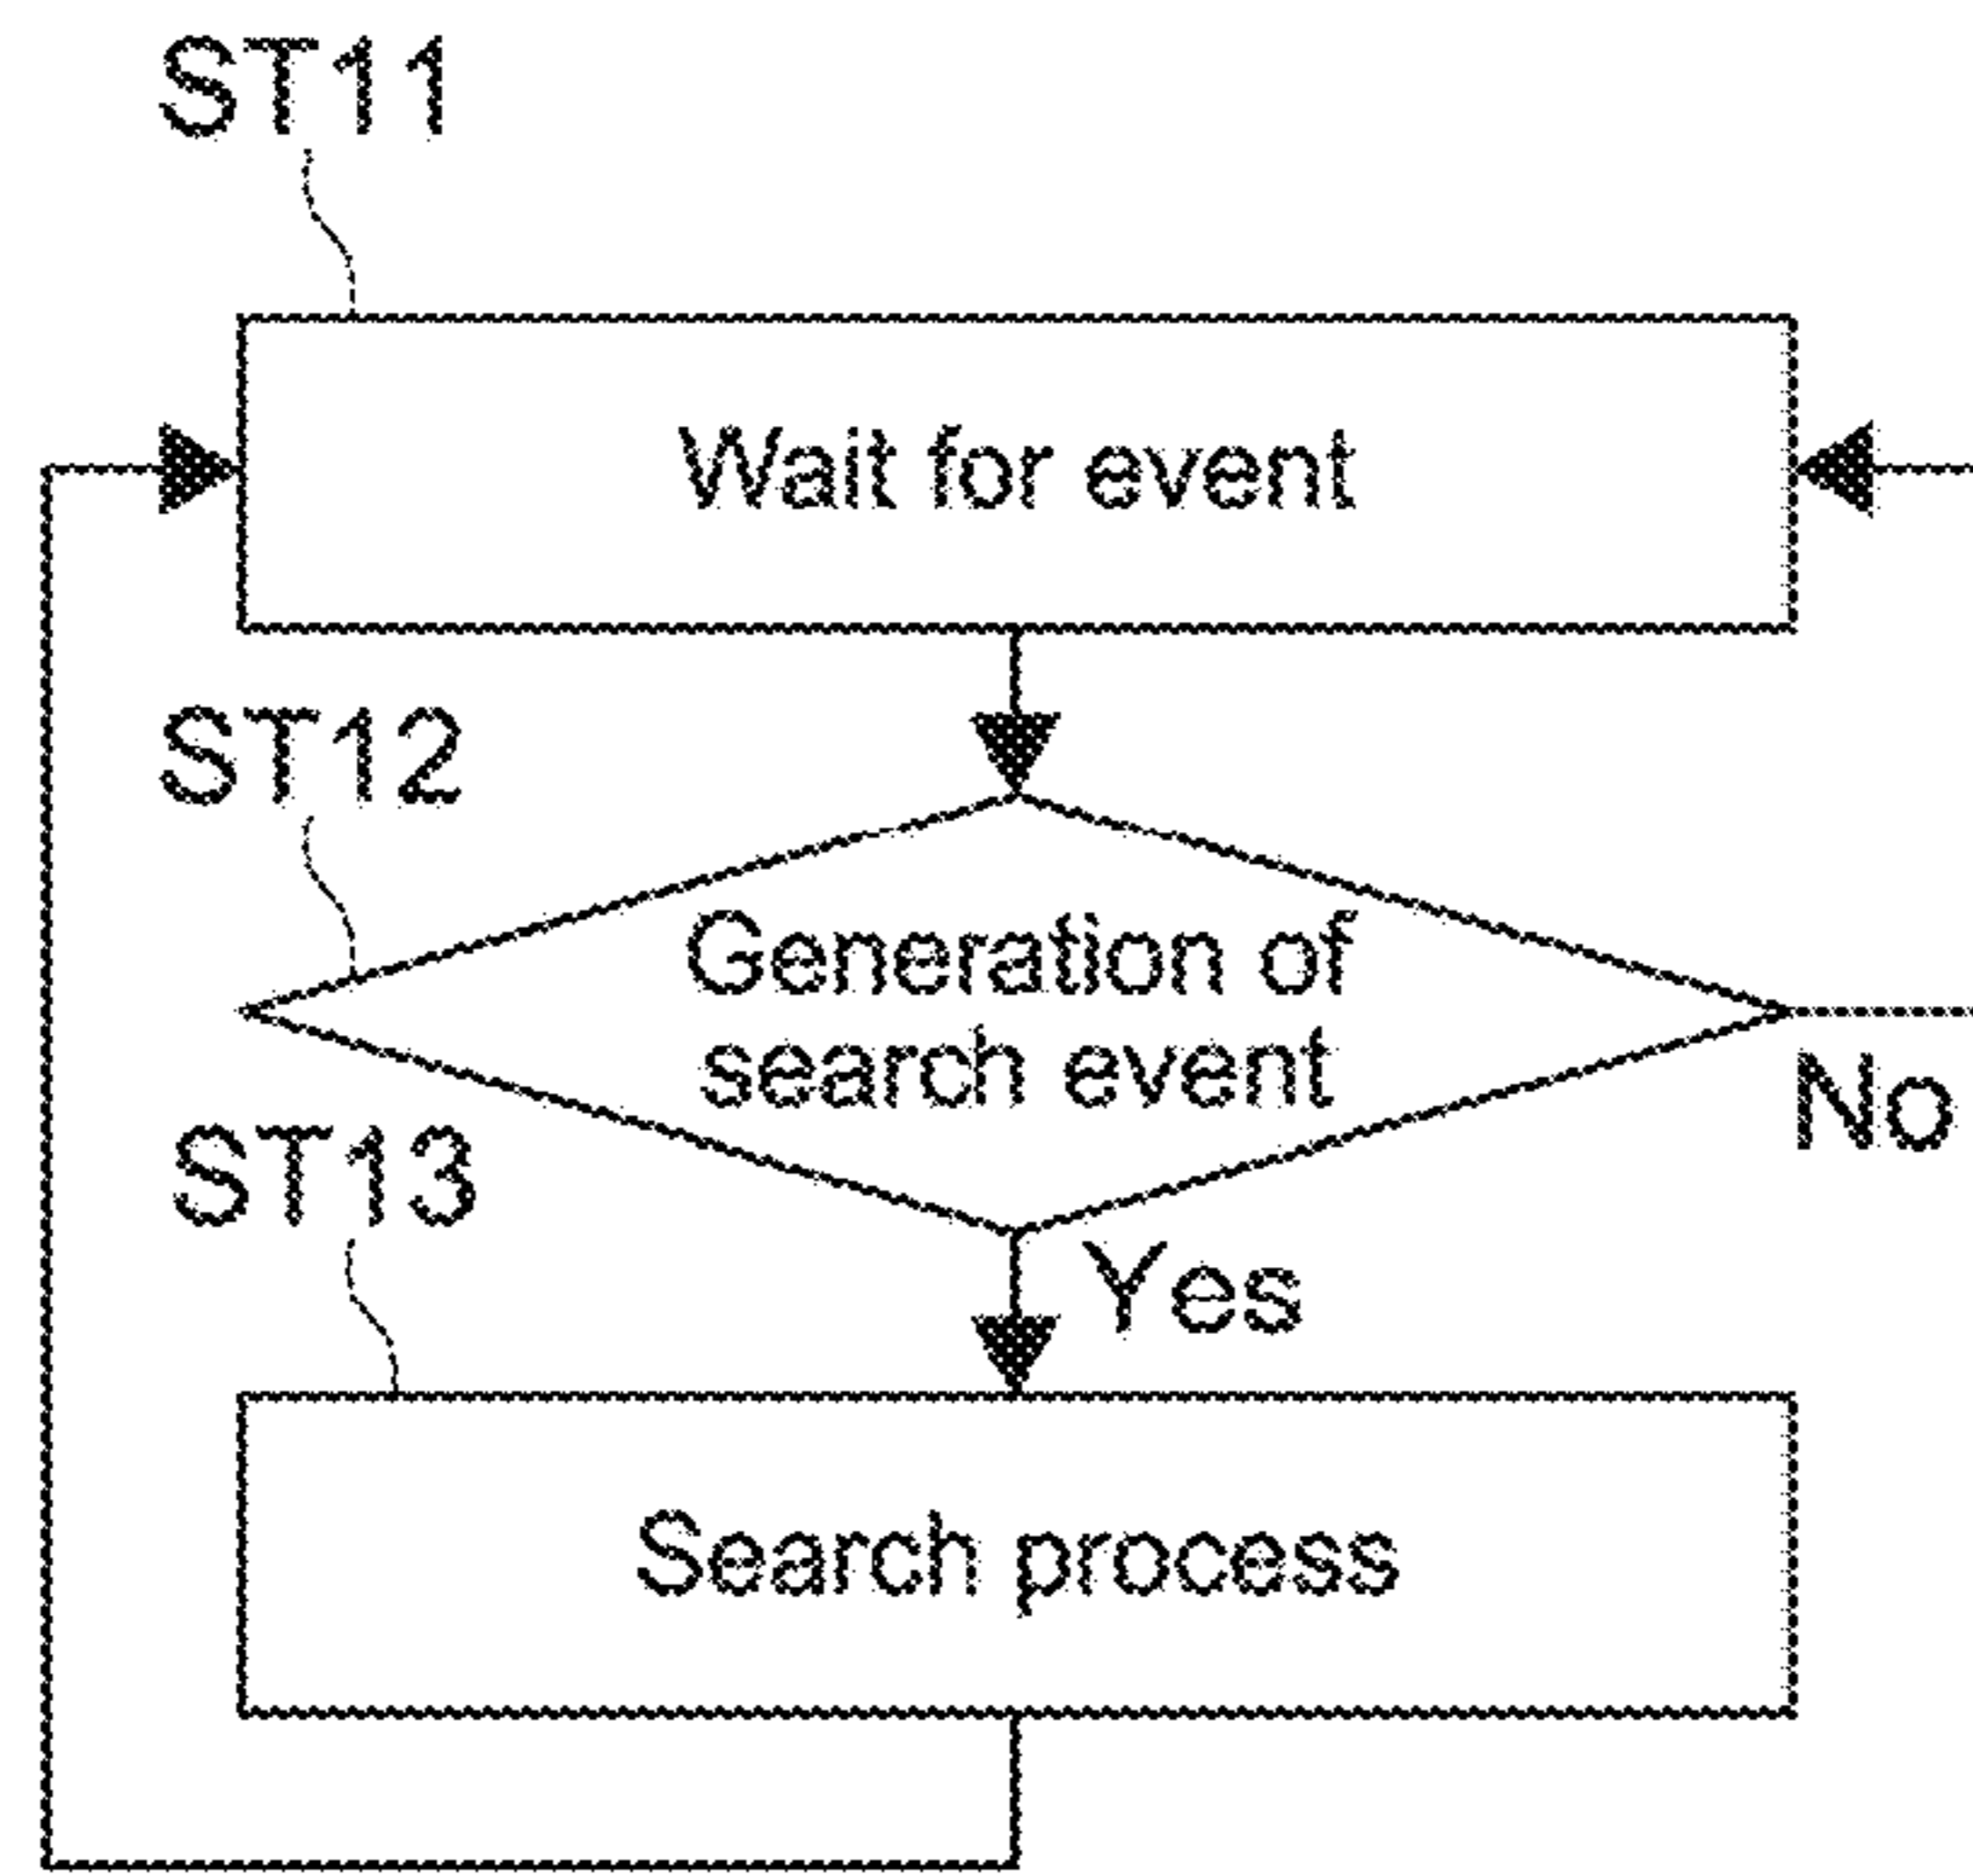 ST11
Wait for event
ST12
Generation of
search event
No
ST13
Yes
Search process